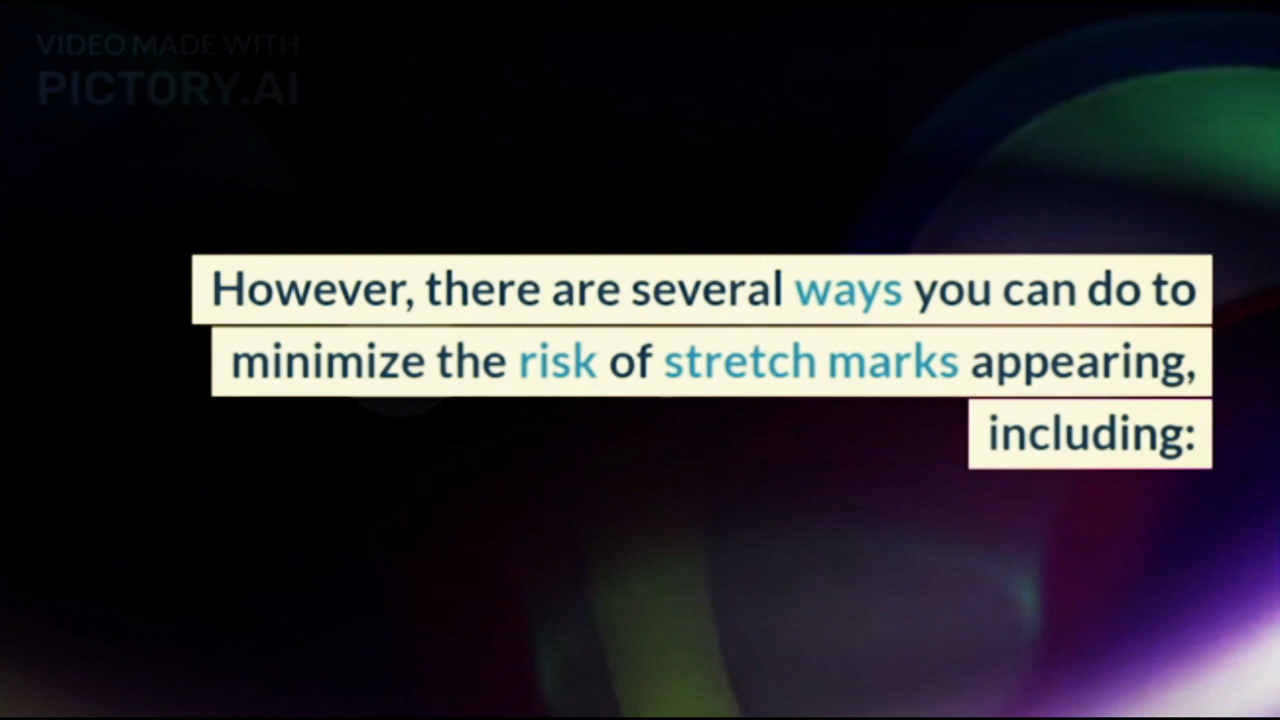 VIDEO MADE WITH
PICTORY.AI
However, there are several ways you can do to
minimize the risk of stretch marks appearing,
including: